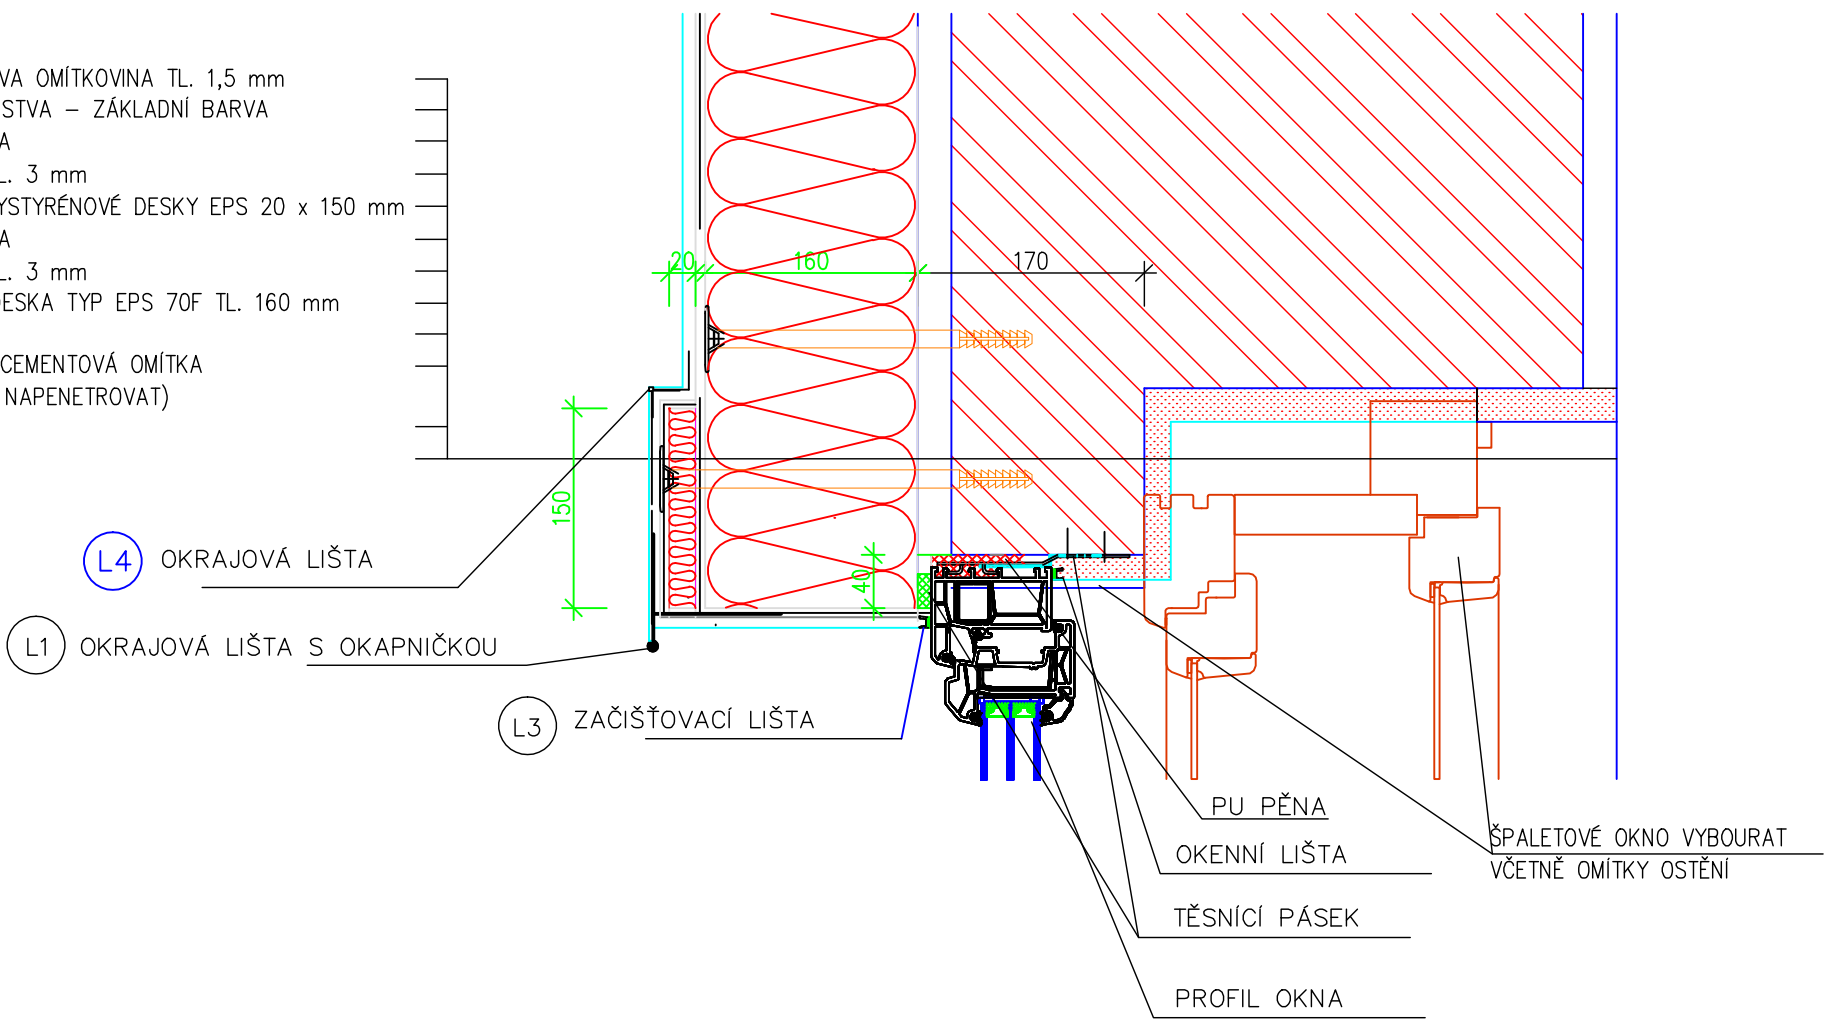 VA OMÍTKOVINA TL. 1,5 mm
STVA – ZÁKLADNÍ BARVA
A
L. 3 mm
YSTYRÉNOVÉ DESKY EPS 20 x 150 mm
A
L. 3 mm
DESKA TYP EPS 70F TL. 160 mm
CEMENTOVÁ OMÍTKA
NAPENETROVAT)
20
160
170
150
40
L4 OKRAJOVÁ LIŠTA
L1 OKRAJOVÁ LIŠTA S OKAPNIČKOU
L3 ZAČIŠŤOVACÍ LIŠTA
PU PĚNA
OKENNÍ LIŠTA
TĚSNÍCÍ PÁSEK
PROFIL OKNA
ŠPALETOVÉ OKNO VYBOURAT
VČETNĚ OMÍTKY OSTĚNÍ